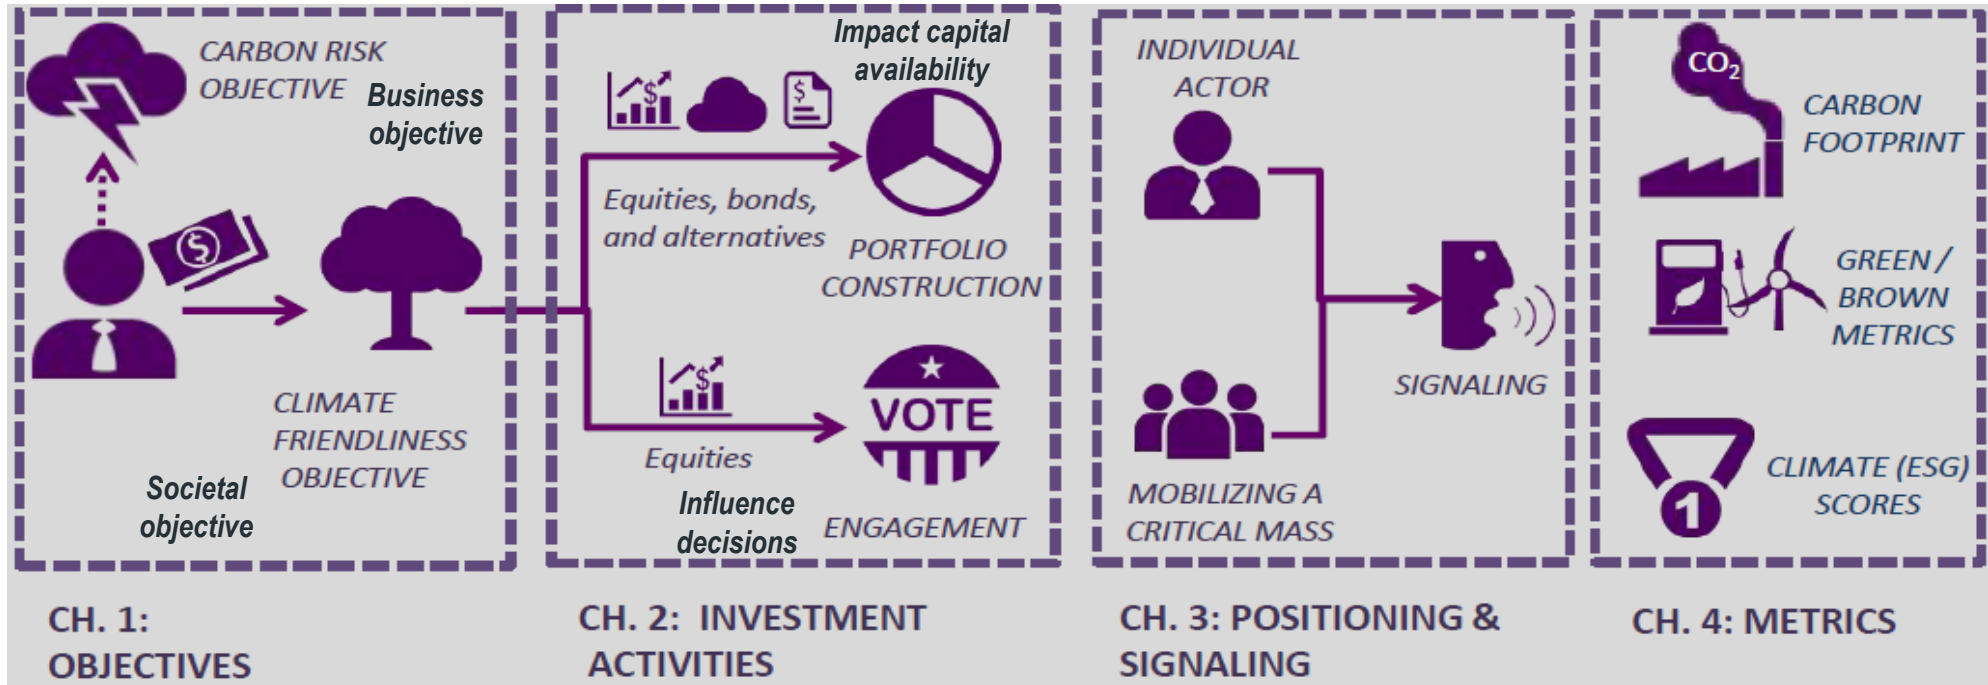 CARBON RISK
OBJECTIVE
Business
objective
$
CLIMATE
FRIENDLINESS
OBJECTIVE
Societal
objective
Impact capital
availability
$
$
Equities, bonds,
and alternatives
PORTFOLIO
CONSTRUCTION
$
Equities
VOTE
Influence
decisions
ENGAGEMENT
INDIVIDUAL
ACTOR
SIGNALING
MOBILIZING A
CRITICAL MASS
CO₂
CARBON
FOOTPRINT
GREEN /
BROWN
METRICS
CLIMATE (ESG)
SCORES
1
CH. 1:
OBJECTIVES
CH. 2: INVESTMENT
ACTIVITIES
CH. 3: POSITIONING &
SIGNALING
CH. 4: METRICS